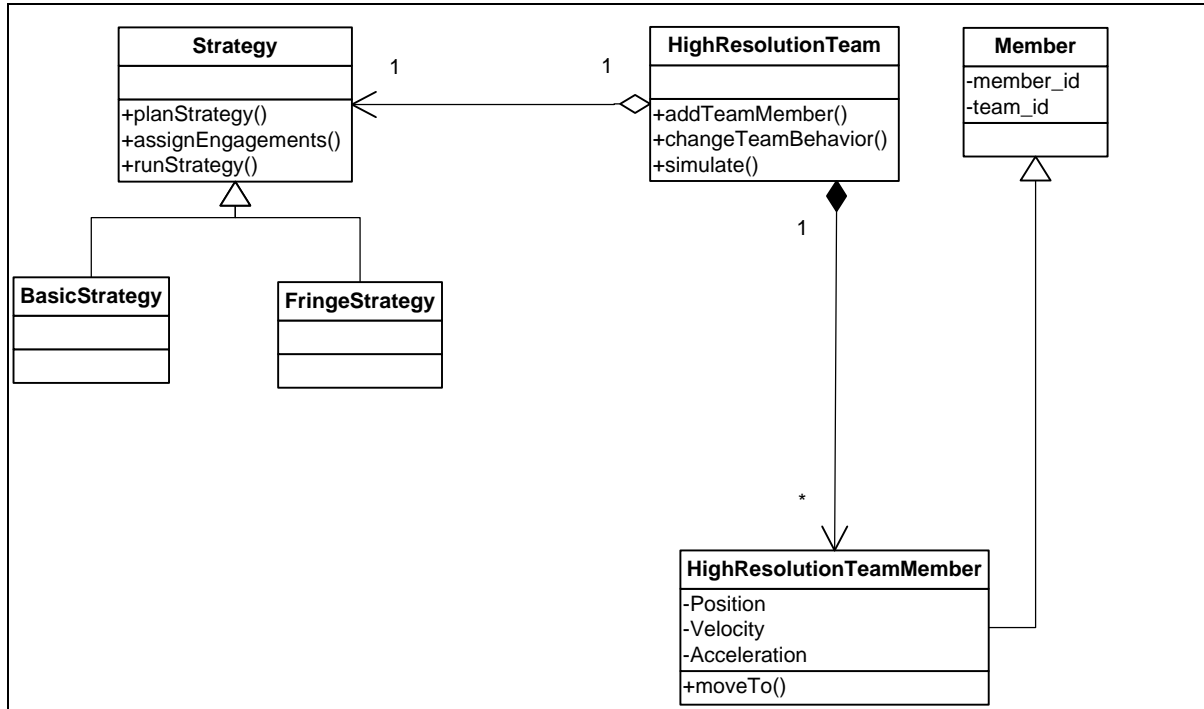 Strategy
+planStrategy()
+assignEngagements()
+runStrategy()
1
1
HighResolutionTeam
+addTeamMember()
+changeTeamBehavior()
+simulate()
Member
-member_id
-team_id
1
BasicStrategy
FringeStrategy
*
HighResolutionTeamMember
-Position
-Velocity
-Acceleration
+moveTo()